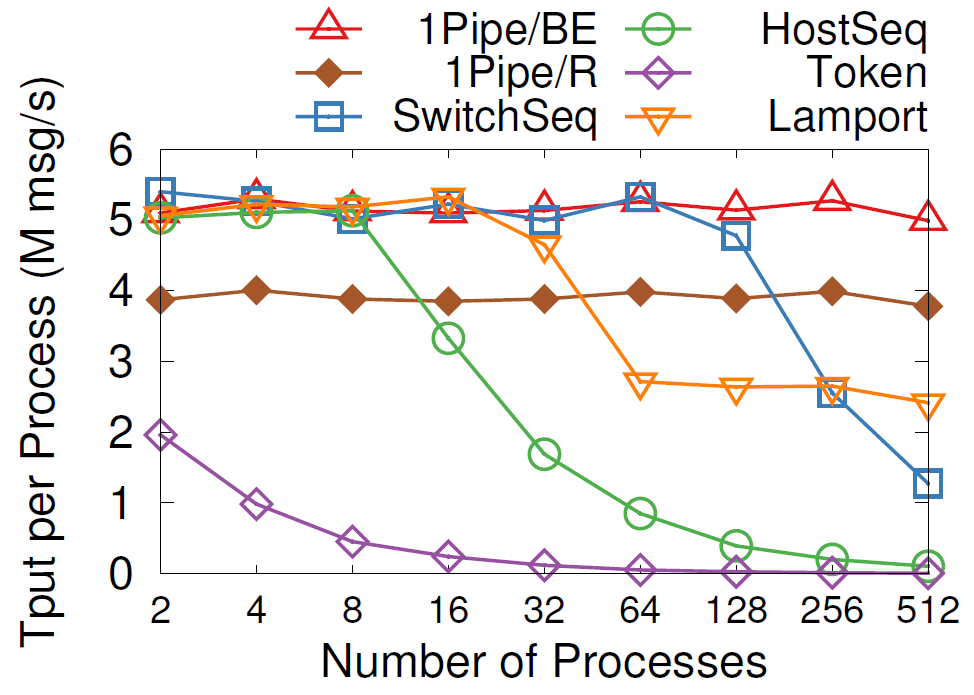 1Pipe/BE HostSeq
1Pipe/R Token
SwitchSeq Lamport
Tput per Process (M msg/s)
6
5
4
3
2
1
0
2 4 8 16 32 64 128 256 512
Number of Processes